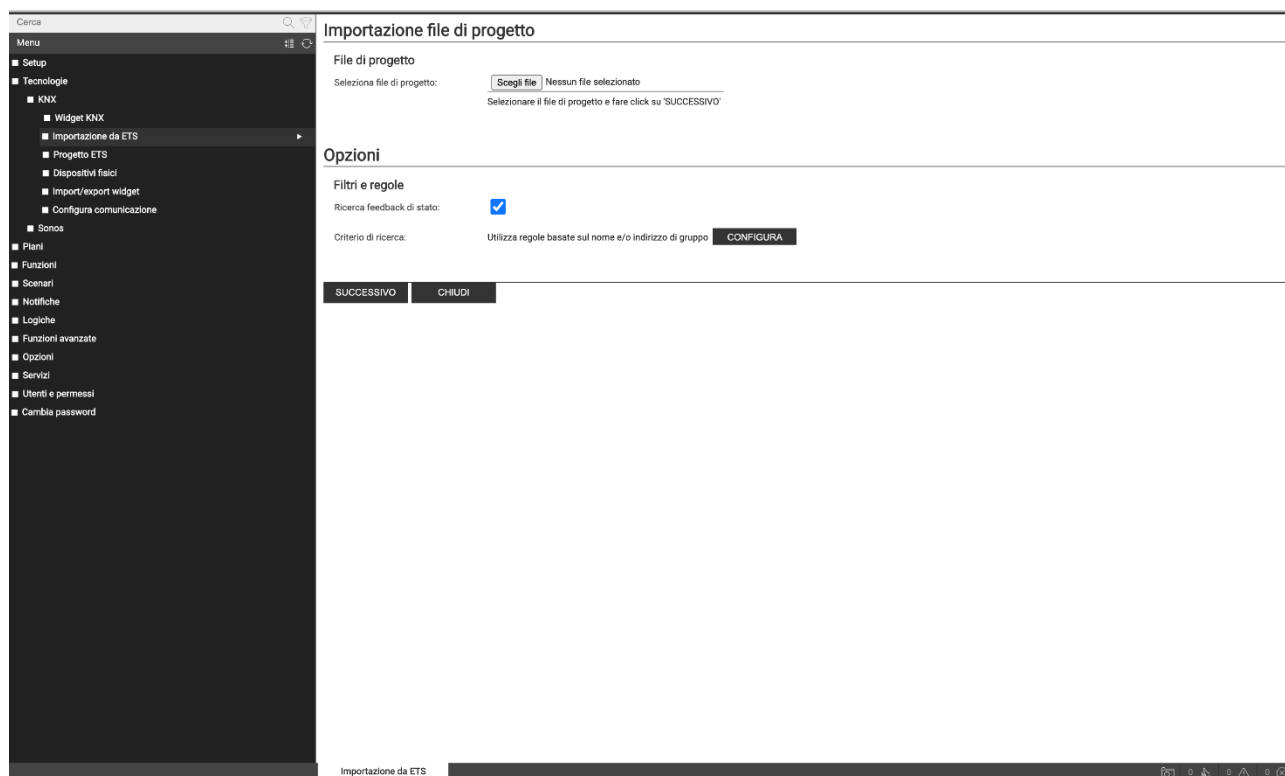 Cerca
Menu
Setup
Tecnologie
KNX
Widget KNX
Importazione da ETS
Progetto ETS
Dispositivi fisici
Import/export widget
Configura comunicazione
Sonos
Piani
Funzioni
Scenari
Notifiche
Logiche
Funzioni avanzate
Opzioni
Servizi
Utenti e permessi
Cambia password
Importazione file di progetto
File di progetto
Seleziona file di progetto: Scegli file Nessun file selezionato
Selezionare il file di progetto e fare click su 'SUCCESSIVO'
Opzioni
Filtri e regole
Ricerca feedback di stato:
Criterio di ricerca: Utilizza regole basate sul nome e/o indirizzo di gruppo CONFIGURA
SUCCESSIVO CHIUDI
Importazione da ETS
0 0 0